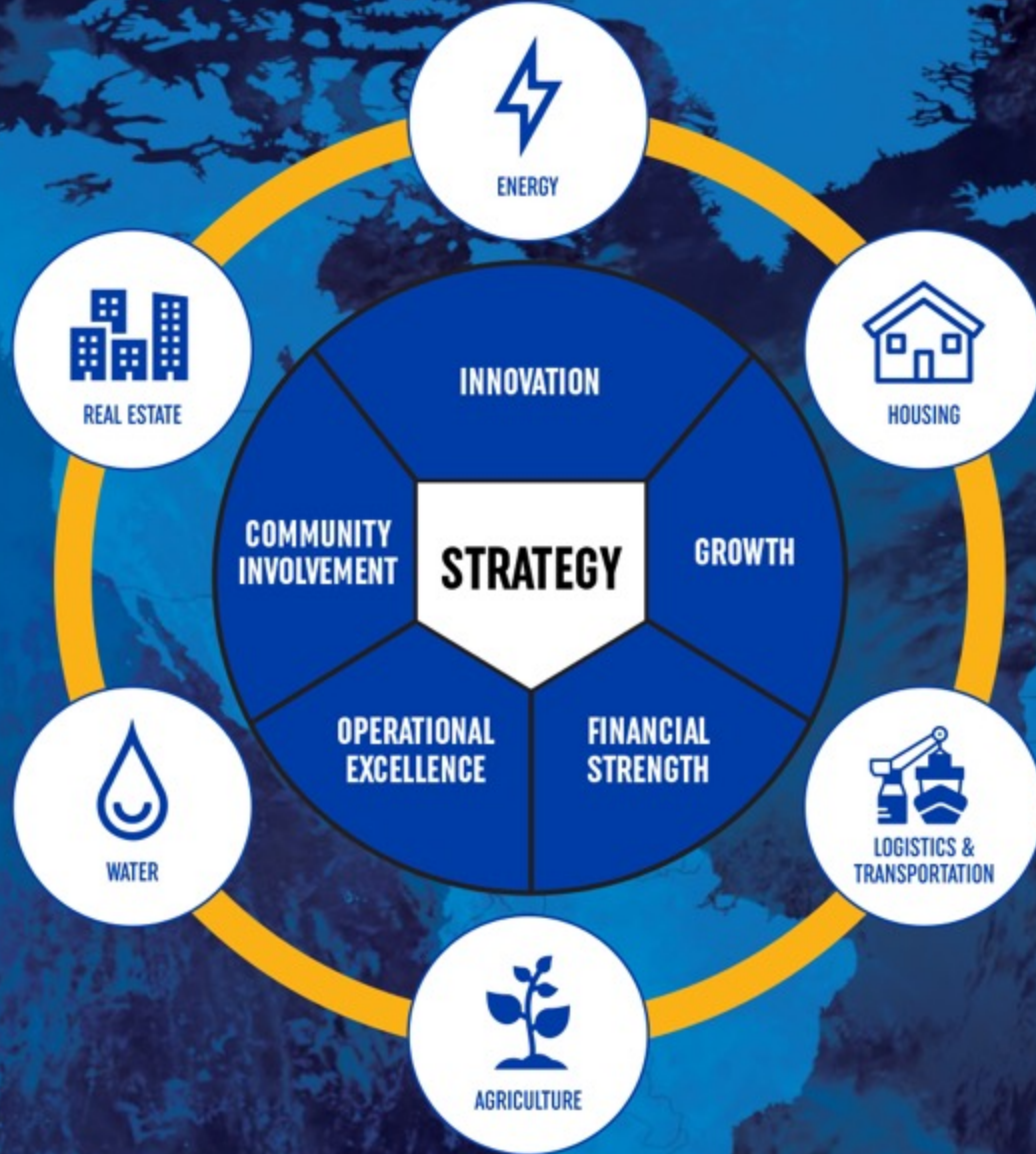 ENERGY
REAL ESTATE
HOUSING
INNOVATION
COMMUNITY
INVOLVEMENT
STRATEGY
GROWTH
OPERATIONAL
EXCELLENCE
FINANCIAL
STRENGTH
WATER
LOGISTICS &
TRANSPORTATION
AGRICULTURE